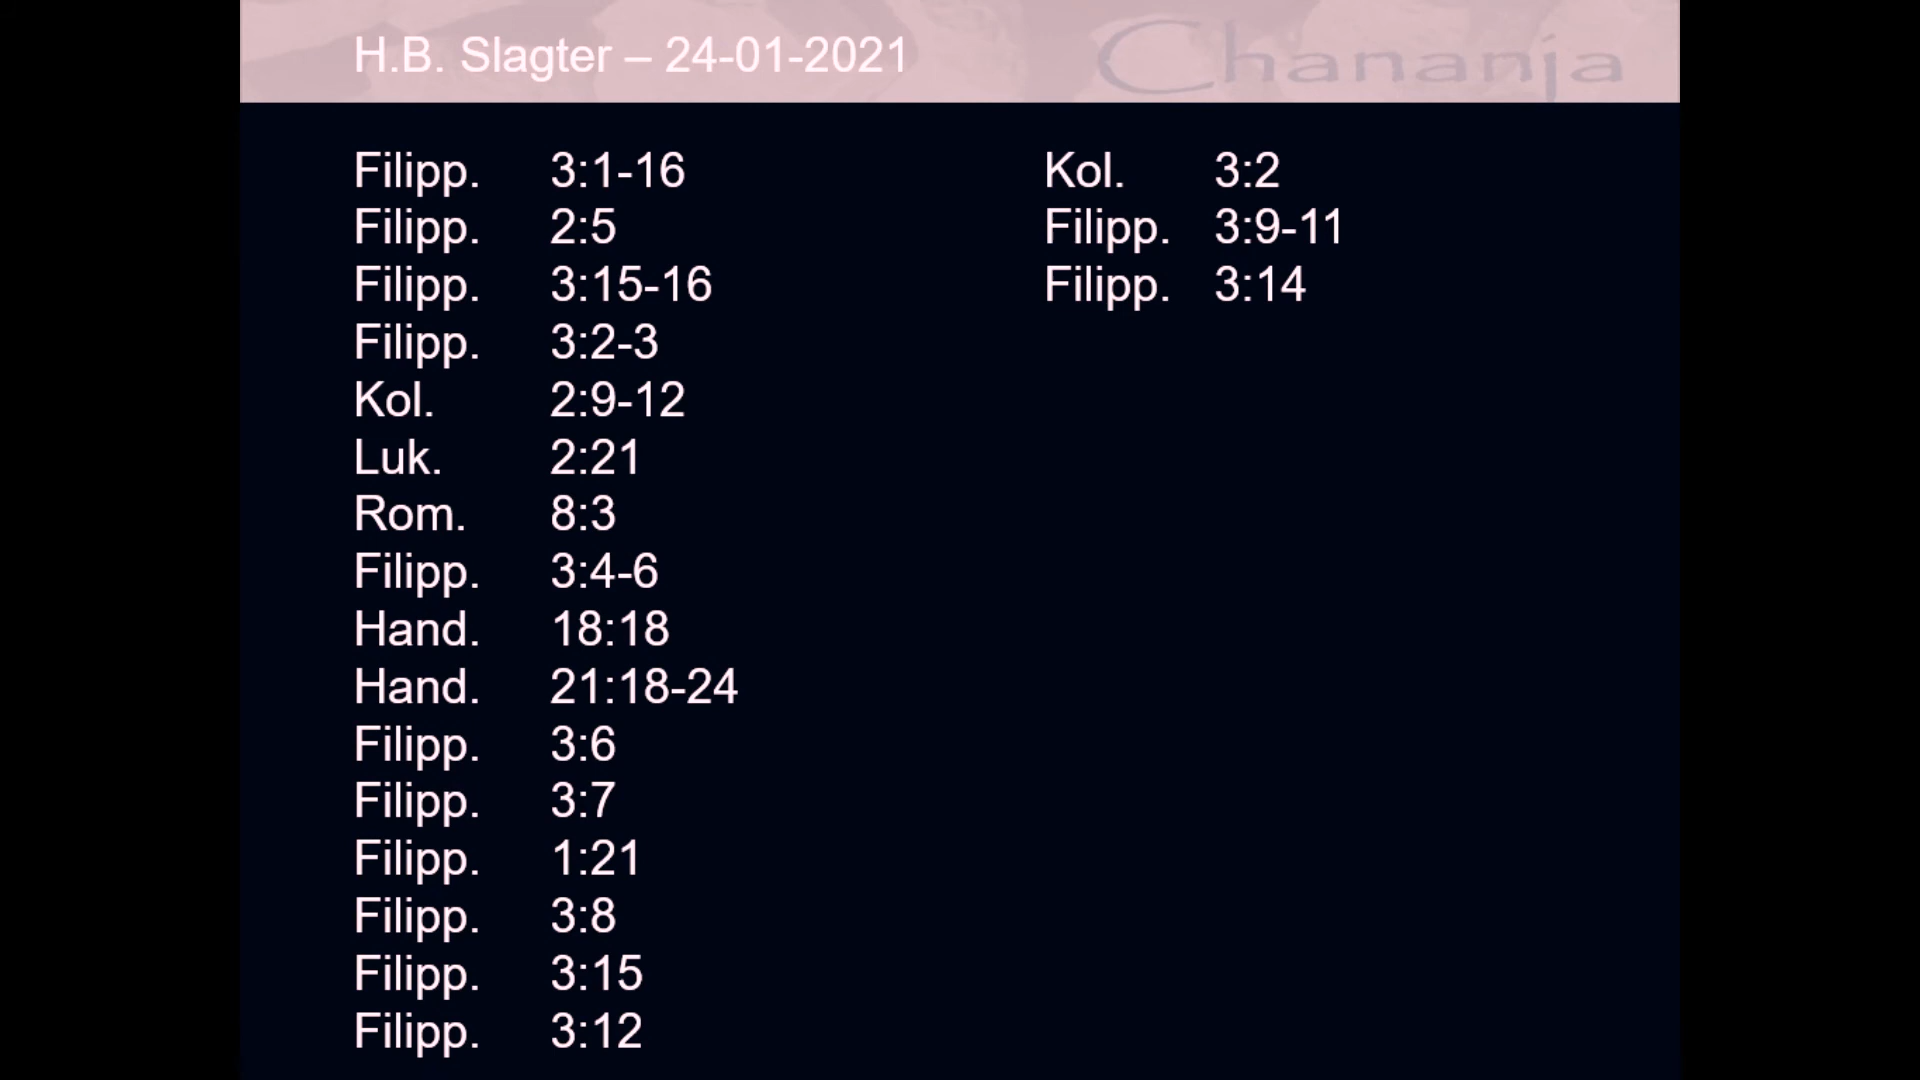 H.B. Slagter – 24-01-2021
Chananja
Filipp. 3:1-16
Filipp. 2:5
Filipp. 3:15-16
Filipp. 3:2-3
Kol. 2:9-12
Luk. 2:21
Rom. 8:3
Filipp. 3:4-6
Hand. 18:18
Hand. 21:18-24
Filipp. 3:6
Filipp. 3:7
Filipp. 1:21
Filipp. 3:8
Filipp. 3:15
Filipp. 3:12
Kol. 3:2
Filipp. 3:9-11
Filipp. 3:14